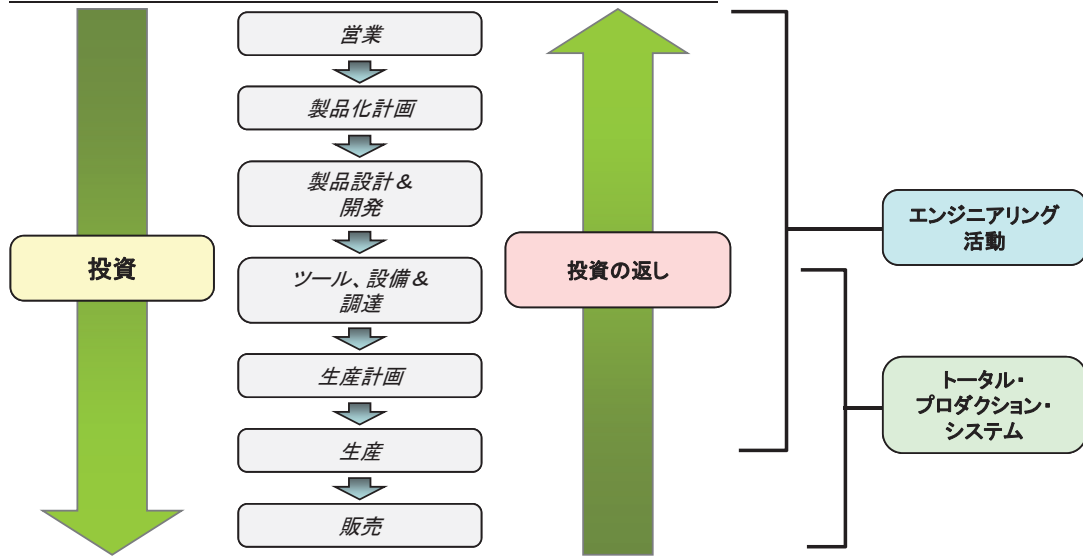 営業
製品化計画
製品設計＆
開発
ツール、設備＆
調達
生産計画
生産
販売
投資
投資の返し
エンジニアリング
活動
トータル・
プロダクション・
システム